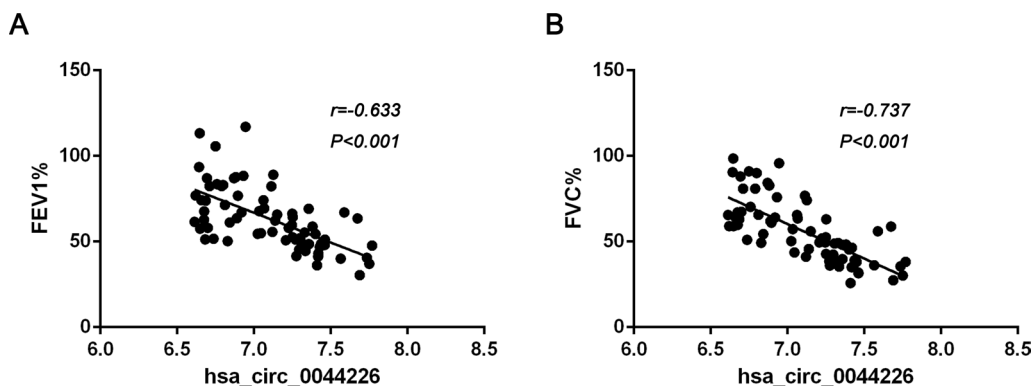 A
FEV1%
150
100
50
0
r=-0.633
P<0.001
6.0 6.5 7.0 7.5 8.0 8.5
hsa_circ_0044226
B
FVC%
150
100
50
0
r=-0.737
P<0.001
6.0 6.5 7.0 7.5 8.0 8.5
hsa_circ_0044226